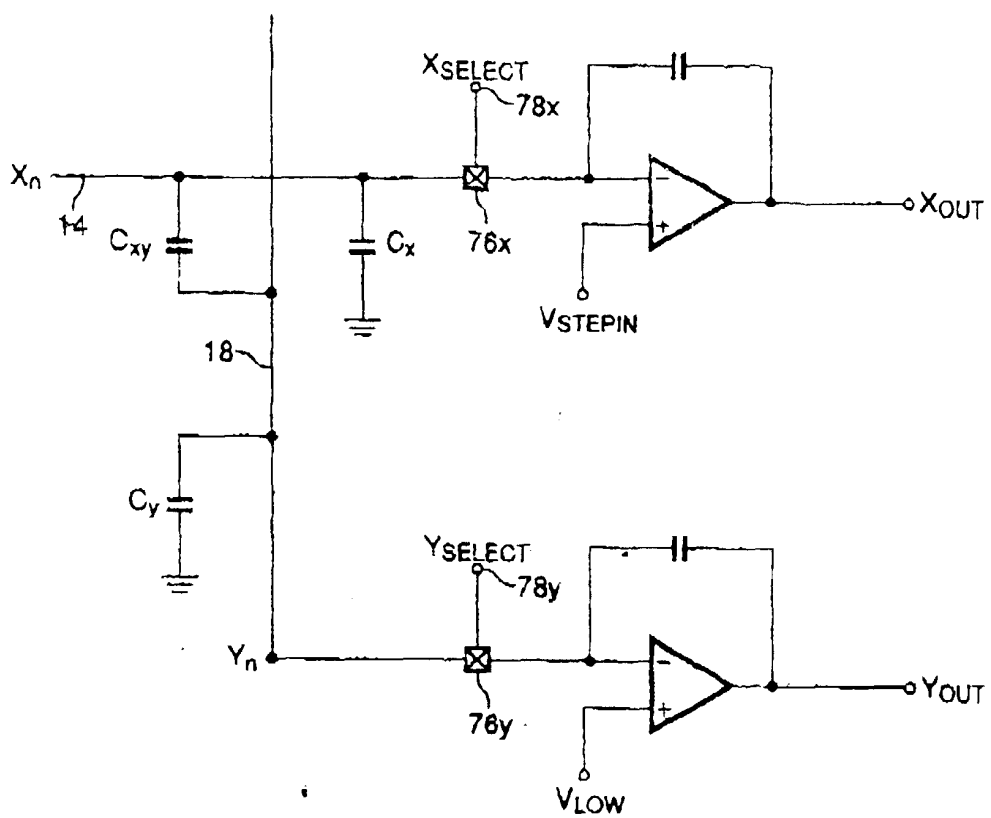 XSELECT
78x
Xn
14
Cxy
Cx
76x
−
+
XOUT
VSTEPIN
18
Cy
YSELECT
78y
Yn
76y
−
+
YOUT
VLOW